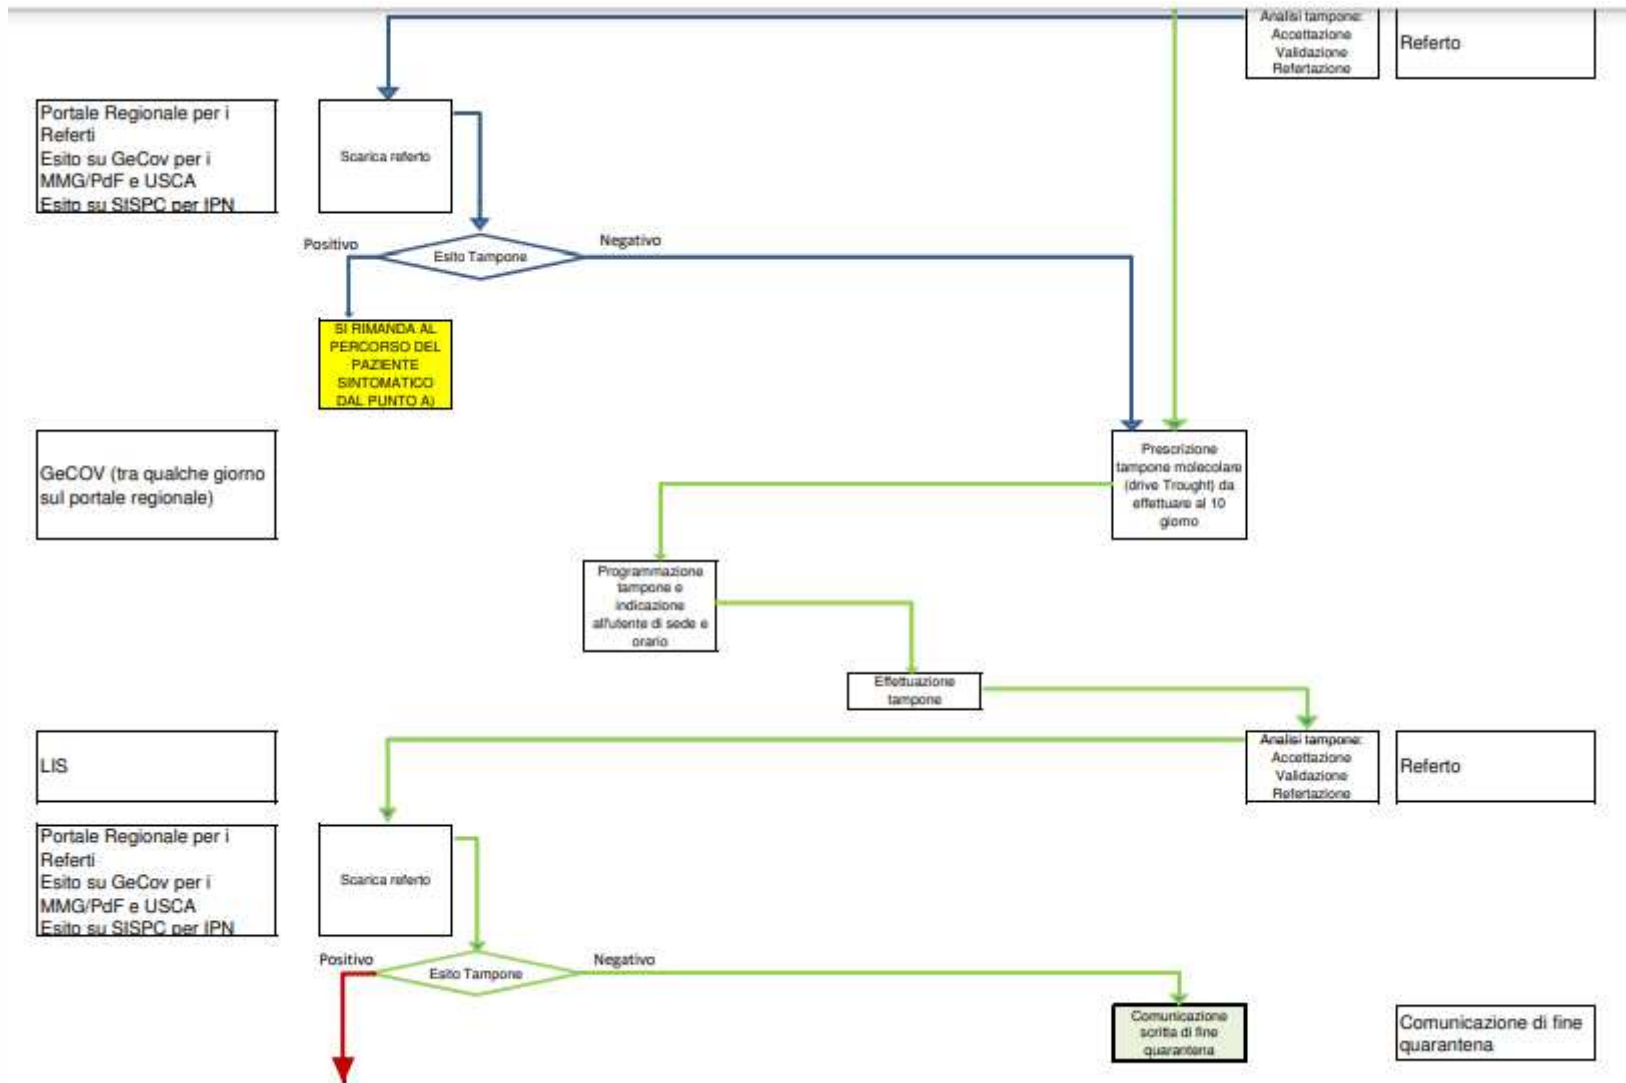 Analisi tampone:
Accettazione
Validazione
Refertazione
Referto
Portale Regionale per i
Referti
Esito su GeCov per i
MMG/PdF e USCA
Esito su SISPC per IPN
Scarica referto
Positivo
Esito Tampone
Negativo
SI RIMANDA AL
PERCORSO DEL
PAZIENTE
SINTOMATICO
DAL PUNTO A)
GeCOV (tra qualche giorno
sul portale regionale)
Prescrizione
tampone molecolare
(drive Trought) da
effettuare al 10
giorno
Programmazione
tampone e
indicazione
all'utente di sede e
orario
Effettuazione
tampone
LIS
Analisi tampone:
Accettazione
Validazione
Refertazione
Referto
Portale Regionale per i
Referti
Esito su GeCov per i
MMG/PdF e USCA
Esito su SISPC per IPN
Scarica referto
Positivo
Esito Tampone
Negativo
Comunicazione
scritta di fine
quarantena
Comunicazione di fine
quarantena